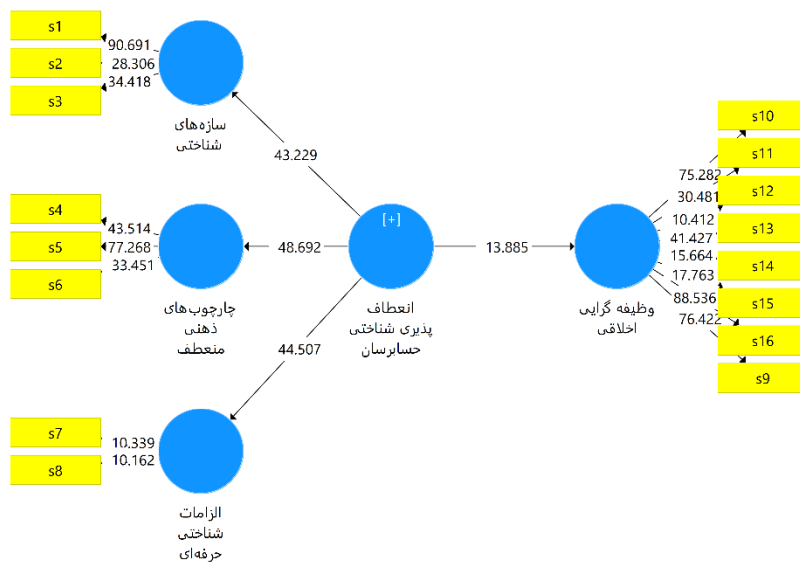 s1
s2
s3
90.691
28.306
34.418
سازه‌های
شناختی
43.229
s4
s5
s6
43.514
77.268
33.451
چارچوب‌های
ذهنی
منعطف
48.692
[+]
انعطاف
پذیری شناختی
حسابرسان
13.885
44.507
s7
s8
10.339
10.162
الزامات
شناختی
حرفه‌ای
وظیفه گرایی
اخلاقی
75.282
30.481
10.412
41.427
15.664
17.763
88.536
76.422
s10
s11
s12
s13
s14
s15
s16
s9